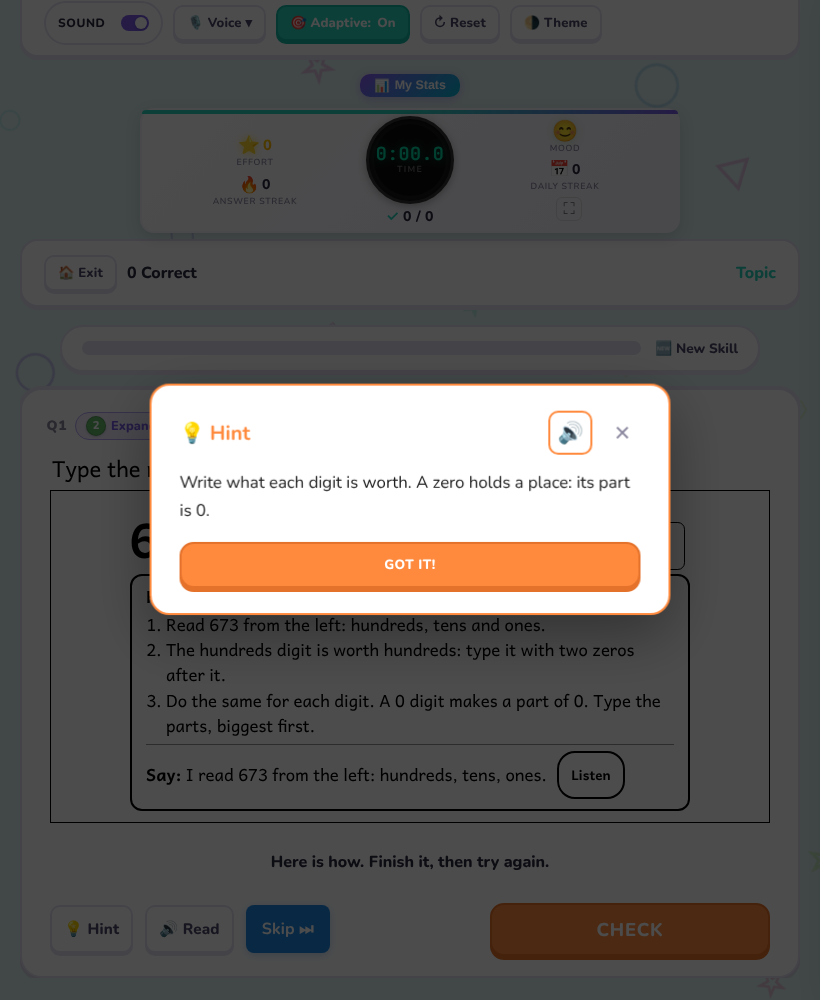 SOUND
🎙️ Voice ▾
🎯 Adaptive: On
↻ Reset
🌗 Theme
📊 My Stats
⭐ 0
EFFORT
🔥 0
ANSWER STREAK
0:00.0
TIME
✓ 0 / 0
😊
MOOD
📅 0
DAILY STREAK
🏠 Exit
0 Correct
Topic
🆕 New Skill
Q1
2
Type the
💡 Hint
🔊
✕
Write what each digit is worth. A zero holds a place: its part
is 0.
GOT IT!
1. Read 673 from the left: hundreds, tens and ones.
2. The hundreds digit is worth hundreds: type it with two zeros
after it.
3. Do the same for each digit. A 0 digit makes a part of 0. Type the
parts, biggest first.
Say: I read 673 from the left: hundreds, tens, ones.
Listen
Here is how. Finish it, then try again.
💡 Hint
🔊 Read
Skip ⏭
CHECK